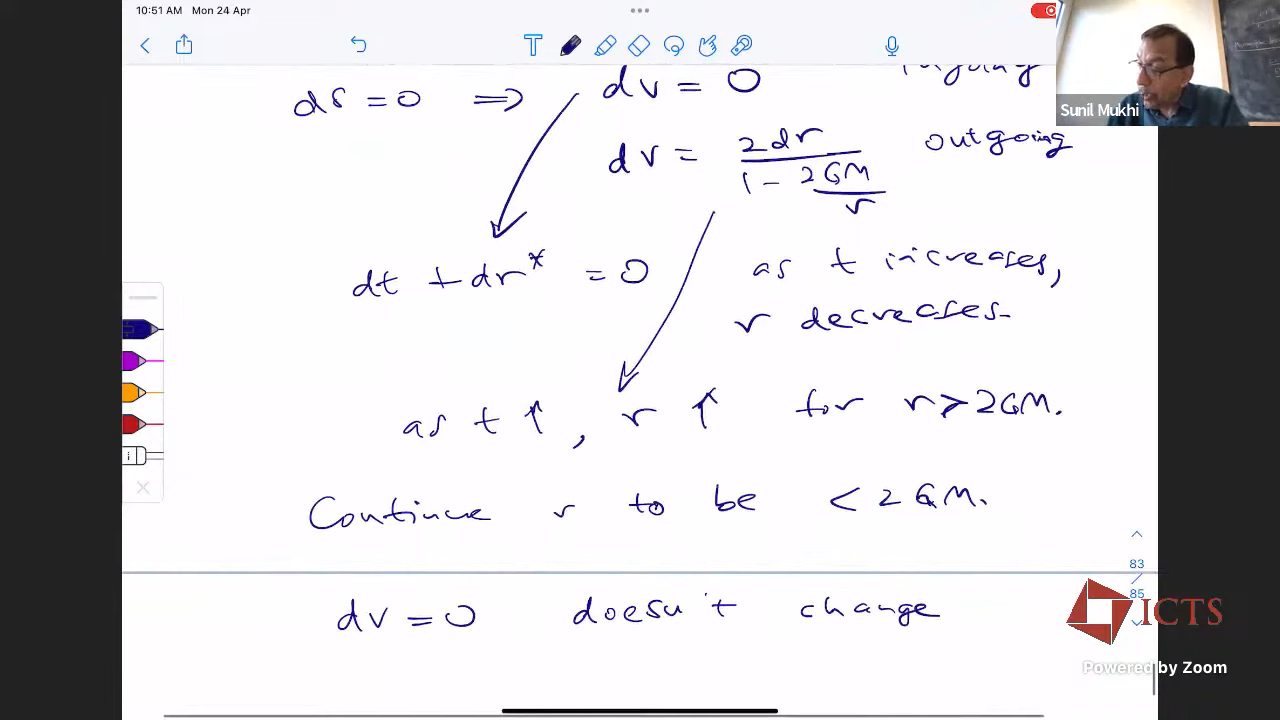 10:51 AM Mon 24 Apr
ds = 0 ⟹ dv = 0 ingoing
Sunil Mukhi
dv = 2dr / (1 - 2GM/r) outgoing
dt + dr* = 0 as t increases,
r decreases.
as t ↑, r ↑ for r > 2GM.
Continue r to be < 2GM.
83
85
dv = 0 doesn't change
ICTS
Powered by Zoom